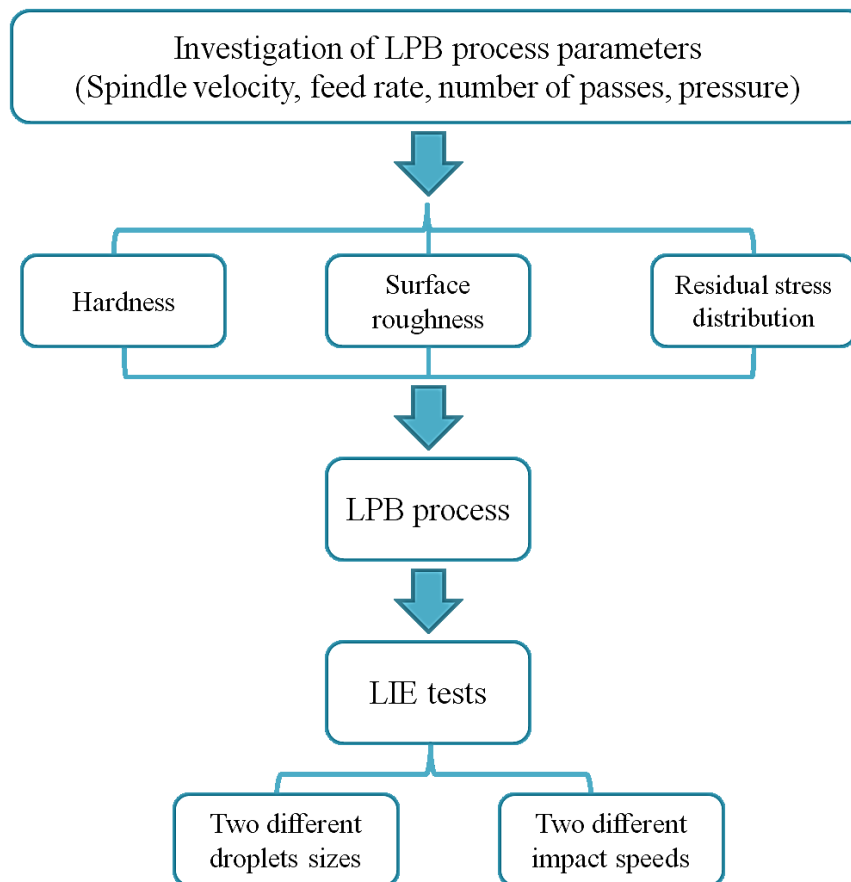 Investigation of LPB process parameters
(Spindle velocity, feed rate, number of passes, pressure)
Hardness
Surface
roughness
Residual stress
distribution
LPB process
LIE tests
Two different
droplets sizes
Two different
impact speeds